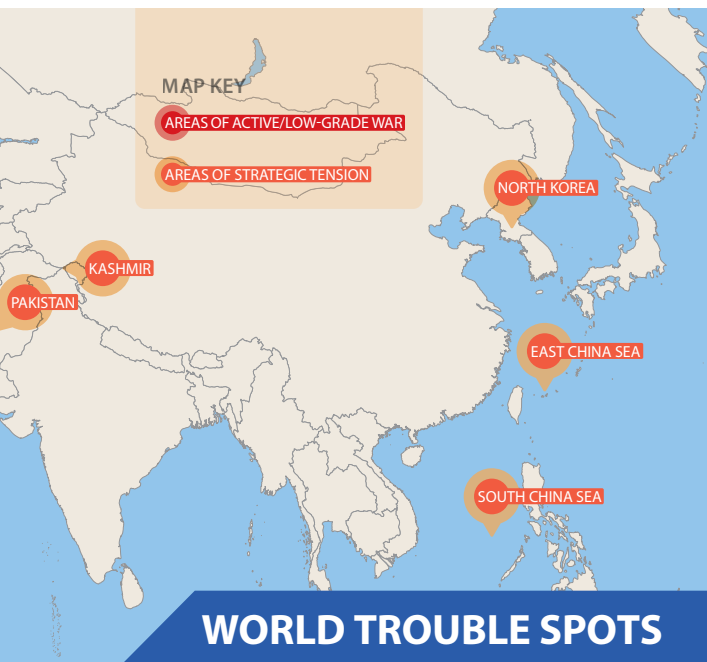 MAP KEY
AREAS OF ACTIVE/LOW-GRADE WAR
AREAS OF STRATEGIC TENSION
NORTH KOREA
KASHMIR
PAKISTAN
EAST CHINA SEA
SOUTH CHINA SEA
WORLD TROUBLE SPOTS